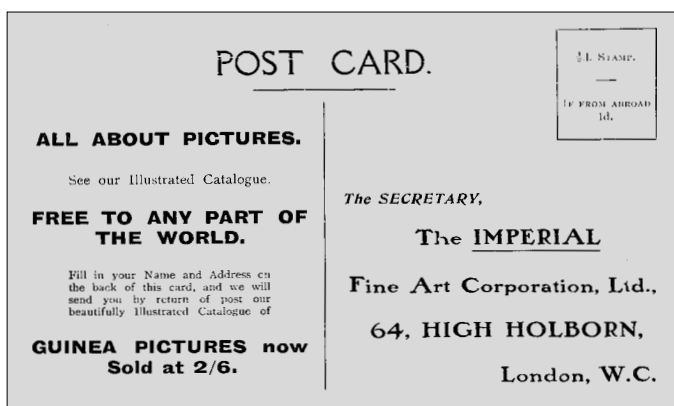 POST CARD.
½d. STAMP.
IF FROM ABROAD
1d.
ALL ABOUT PICTURES.
See our Illustrated Catalogue.
FREE TO ANY PART OF
THE WORLD.
Fill in your Name and Address on
the back of this card, and we will
send you by return of post our
beautifully Illustrated Catalogue of
GUINEA PICTURES now
Sold at 2/6.
The SECRETARY,
The IMPERIAL
Fine Art Corporation, Ltd.,
64, HIGH HOLBORN,
London, W.C.